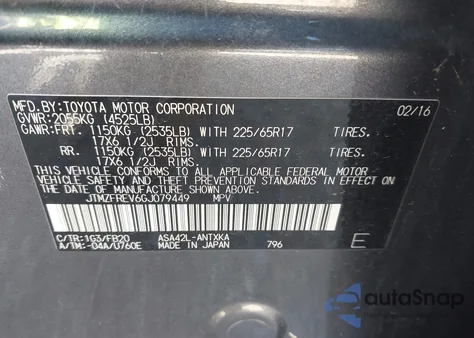 MFD.BY:TOYOTA MOTOR CORPORATION 02/16
GVWR:2055KG (4525LB)
GAWR:FRT. 1150KG (2535LB) WITH 225/65R17 TIRES.
17X6 1/2J RIMS.
RR. 1150KG (2535LB) WITH 225/65R17 TIRES.
17X6 1/2J RIMS.
THIS VEHICLE CONFORMS TO ALL APPLICABLE FEDERAL MOTOR
VEHICLE SAFETY STANDARDS IN EFFECT ON
THE DATE OF MANUFACTURE SHOWN ABOVE.
JTMZFREV6GJ079449 MPV
C/TR:1G3/FB20 ASA42L-ANTXKA
A/TM:-04A/U760E MADE IN JAPAN 796 E
autoSnap